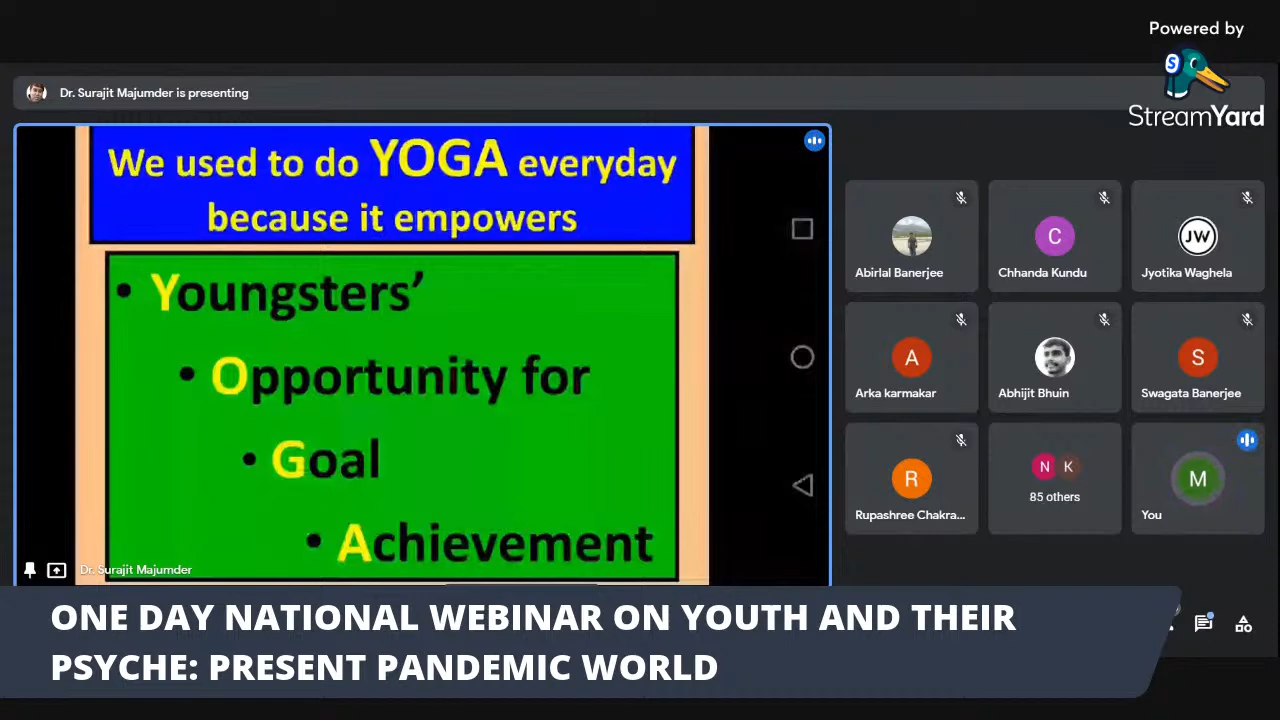 Powered by
StreamYard
Dr. Surajit Majumder is presenting
We used to do YOGA everyday
because it empowers
• Youngsters’
• Opportunity for
• Goal
• Achievement
Dr. Surajit Majumder
Abirlal Banerjee
C
Chhanda Kundu
JW
Jyotika Waghela
A
Arka karmakar
Abhijit Bhuin
S
Swagata Banerjee
R
Rupashree Chakra...
N K
85 others
M
You
ONE DAY NATIONAL WEBINAR ON YOUTH AND THEIR
PSYCHE: PRESENT PANDEMIC WORLD